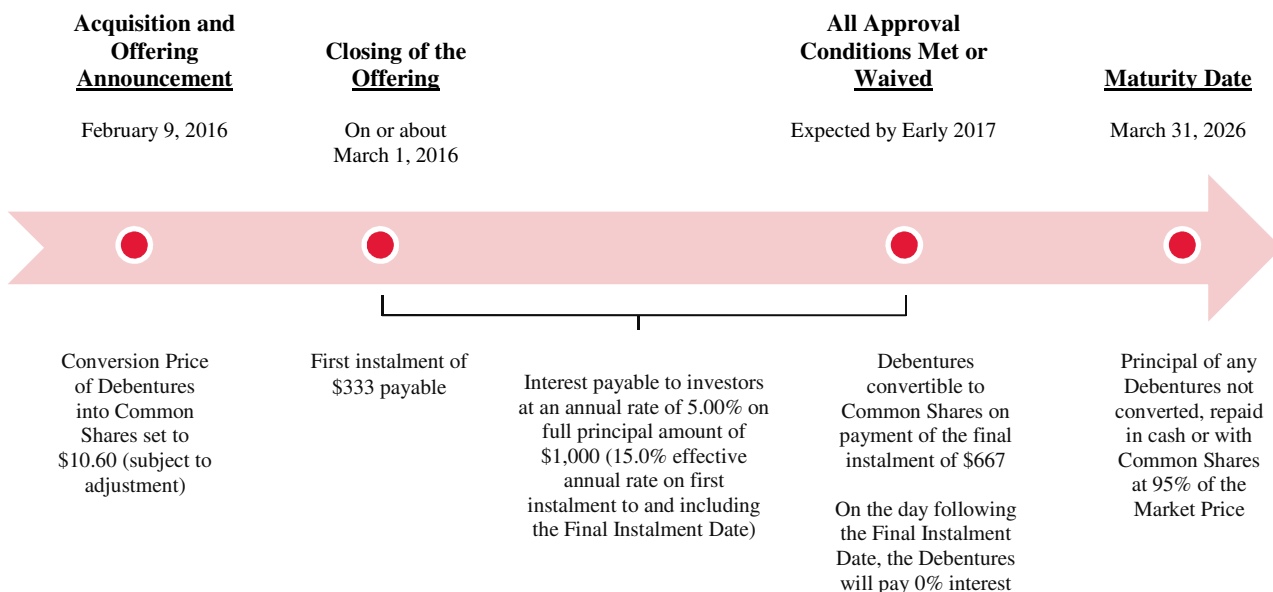 Acquisition and
Offering
Announcement
February 9, 2016
Closing of the
Offering
On or about
March 1, 2016
All Approval
Conditions Met or
Waived
Expected by Early 2017
Maturity Date
March 31, 2026
Conversion Price
of Debentures
into Common
Shares set to
$10.60 (subject to
adjustment)
First instalment of
$333 payable
Interest payable to investors
at an annual rate of 5.00% on
full principal amount of
$1,000 (15.0% effective
annual rate on first
instalment to and including
the Final Instalment Date)
Debentures
convertible to
Common Shares on
payment of the final
instalment of $667
On the day following
the Final Instalment
Date, the Debentures
will pay 0% interest
Principal of any
Debentures not
converted, repaid
in cash or with
Common Shares
at 95% of the
Market Price